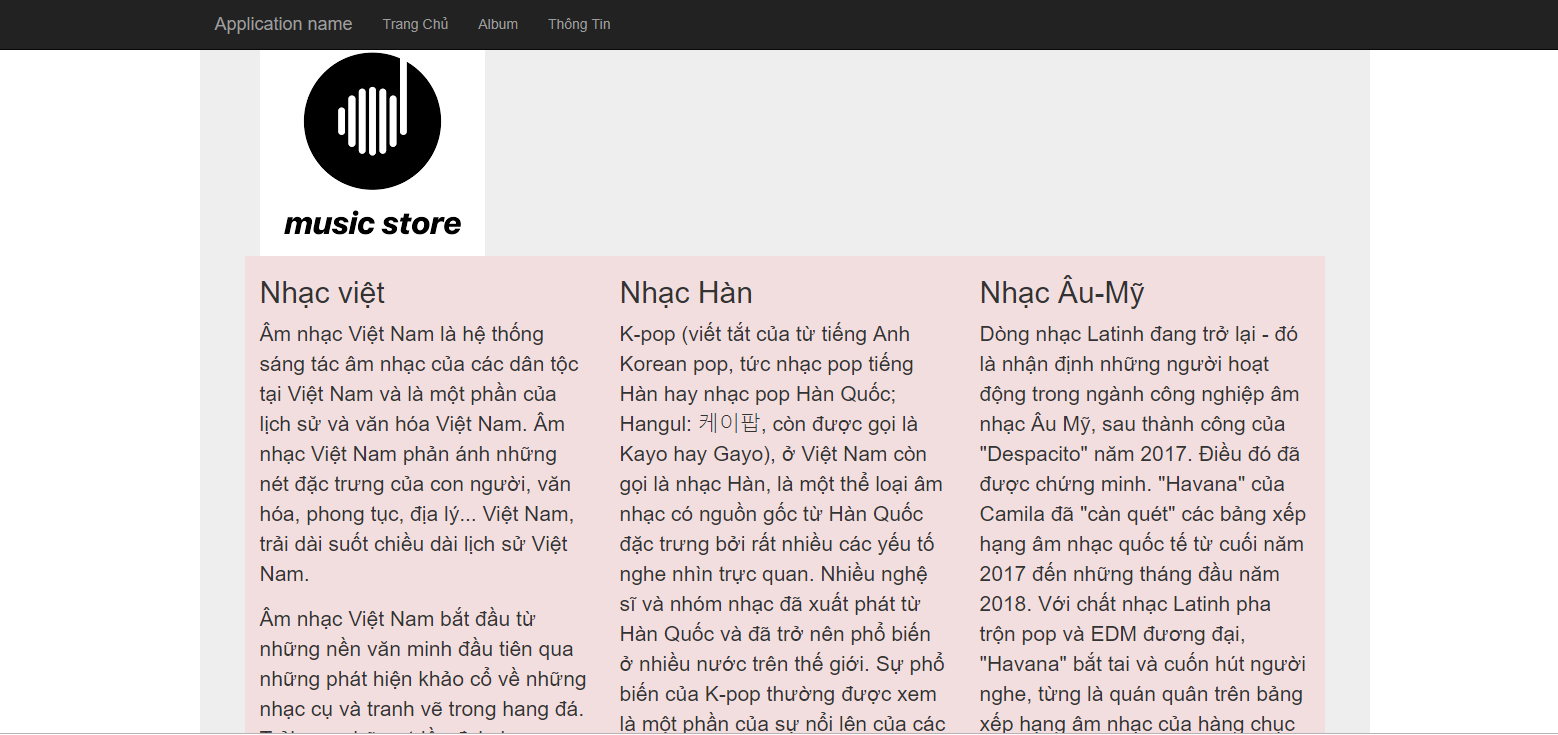 Application name Trang Chủ Album Thông Tin
music store
Nhạc việt
Âm nhạc Việt Nam là hệ thống
sáng tác âm nhạc của các dân tộc
tại Việt Nam và là một phần của
lịch sử và văn hóa Việt Nam. Âm
nhạc Việt Nam phản ánh những
nét đặc trưng của con người, văn
hóa, phong tục, địa lý... Việt Nam,
trải dài suốt chiều dài lịch sử Việt
Nam.
Âm nhạc Việt Nam bắt đầu từ
những nền văn minh đầu tiên qua
những phát hiện khảo cổ về những
nhạc cụ và tranh vẽ trong hang đá.
Nhạc Hàn
K-pop (viết tắt của từ tiếng Anh
Korean pop, tức nhạc pop tiếng
Hàn hay nhạc pop Hàn Quốc;
Hangul: 케이팝, còn được gọi là
Kayo hay Gayo), ở Việt Nam còn
gọi là nhạc Hàn, là một thể loại âm
nhạc có nguồn gốc từ Hàn Quốc
đặc trưng bởi rất nhiều các yếu tố
nghe nhìn trực quan. Nhiều nghệ
sĩ và nhóm nhạc đã xuất phát từ
Hàn Quốc và đã trở nên phổ biến
ở nhiều nước trên thế giới. Sự phổ
biến của K-pop thường được xem
là một phần của sự nổi lên của các
Nhạc Âu-Mỹ
Dòng nhạc Latinh đang trở lại - đó
là nhận định những người hoạt
động trong ngành công nghiệp âm
nhạc Âu Mỹ, sau thành công của
"Despacito" năm 2017. Điều đó đã
được chứng minh. "Havana" của
Camila đã "càn quét" các bảng xếp
hạng âm nhạc quốc tế từ cuối năm
2017 đến những tháng đầu năm
2018. Với chất nhạc Latinh pha
trộn pop và EDM đương đại,
"Havana" bắt tai và cuốn hút người
nghe, từng là quán quân trên bảng
xếp hạng âm nhạc của hàng chục